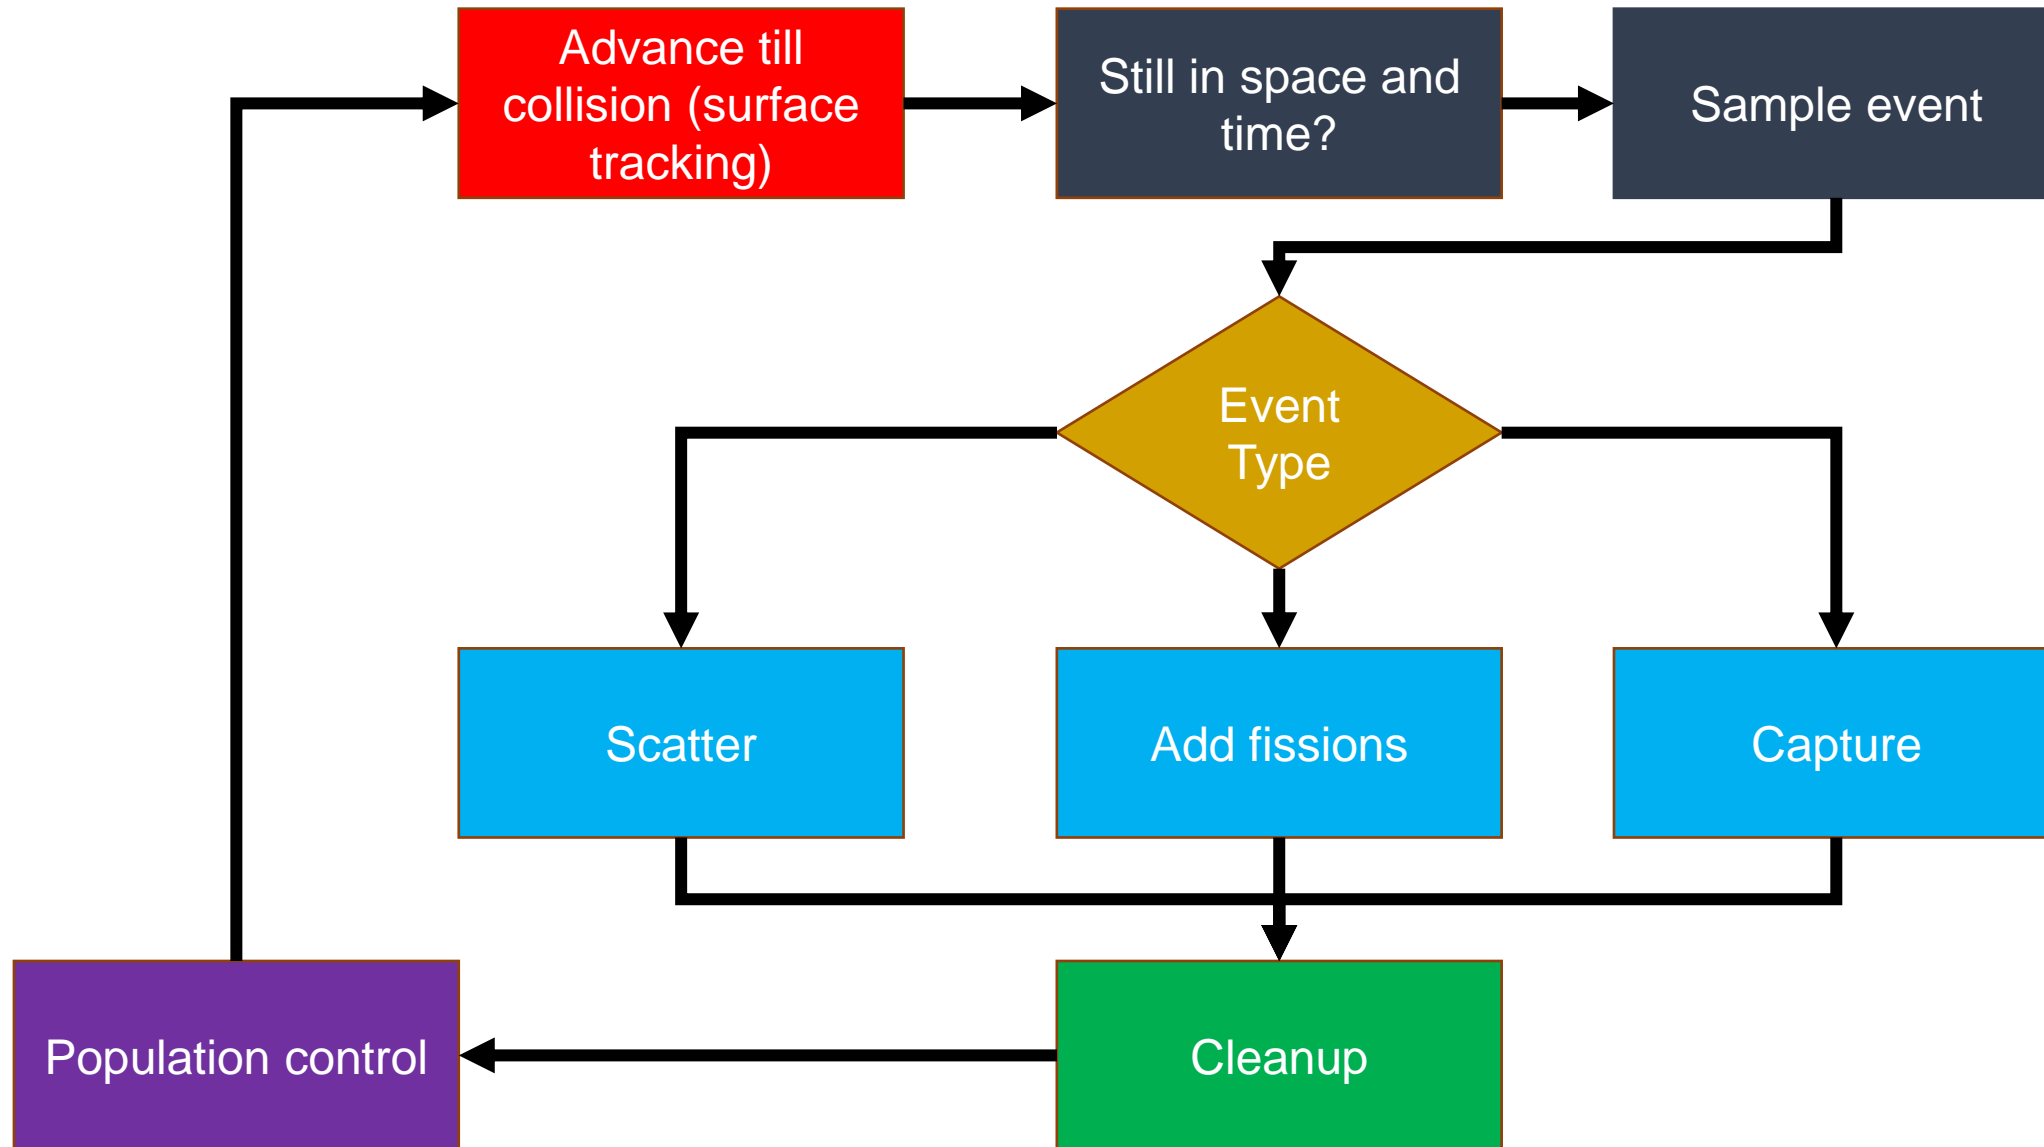 Advance till
collision (surface
tracking)
Still in space and
time?
Sample event
Event
Type
Scatter
Add fissions
Capture
Population control
Cleanup